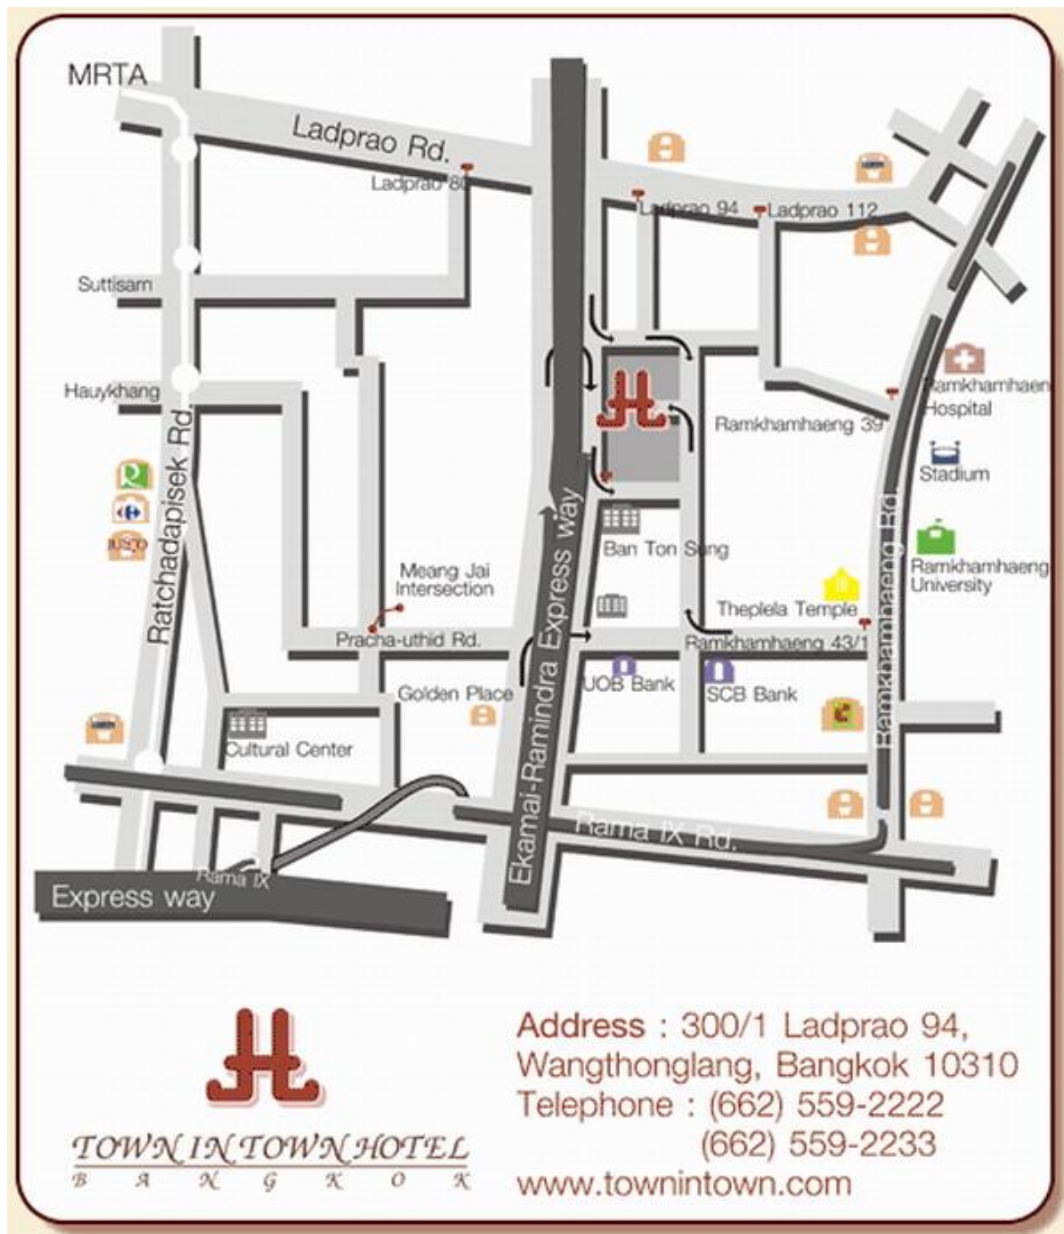 MRTA
Ladprao Rd.
Ladprao 80
Ladprao 94
Ladprao 112
Suttisarn
Hauykhang
Ratchadapisek Rd.
JUSCO
Ramkhamhaeng
Hospital
Ramkhamhaeng 39
Stadium
Ramkhamhaeng Rd.
Ban Ton Sung
Ramkhamhaeng
University
Meang Jai
Intersection
Theplela Temple
Pracha-uthid Rd.
Ramkhamhaeng 43/1
Ekamai-Ramindra Express way
Golden Place
UOB Bank
SCB Bank
Cultural Center
Rama IX Rd.
Rama IX
Express way
Address : 300/1 Ladprao 94,
Wangthonglang, Bangkok 10310
Telephone : (662) 559-2222
(662) 559-2233
www.townintown.com
TOWN IN TOWN HOTEL
BANGKOK